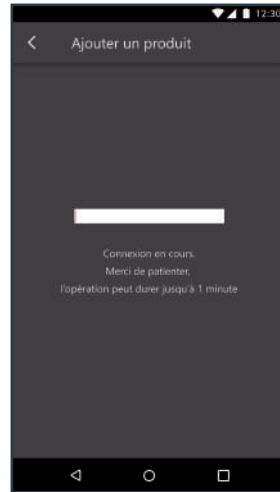 12:30
Ajouter un produit
Connexion en cours.
Merci de patienter,
l'opération peut durer jusqu'à 1 minute